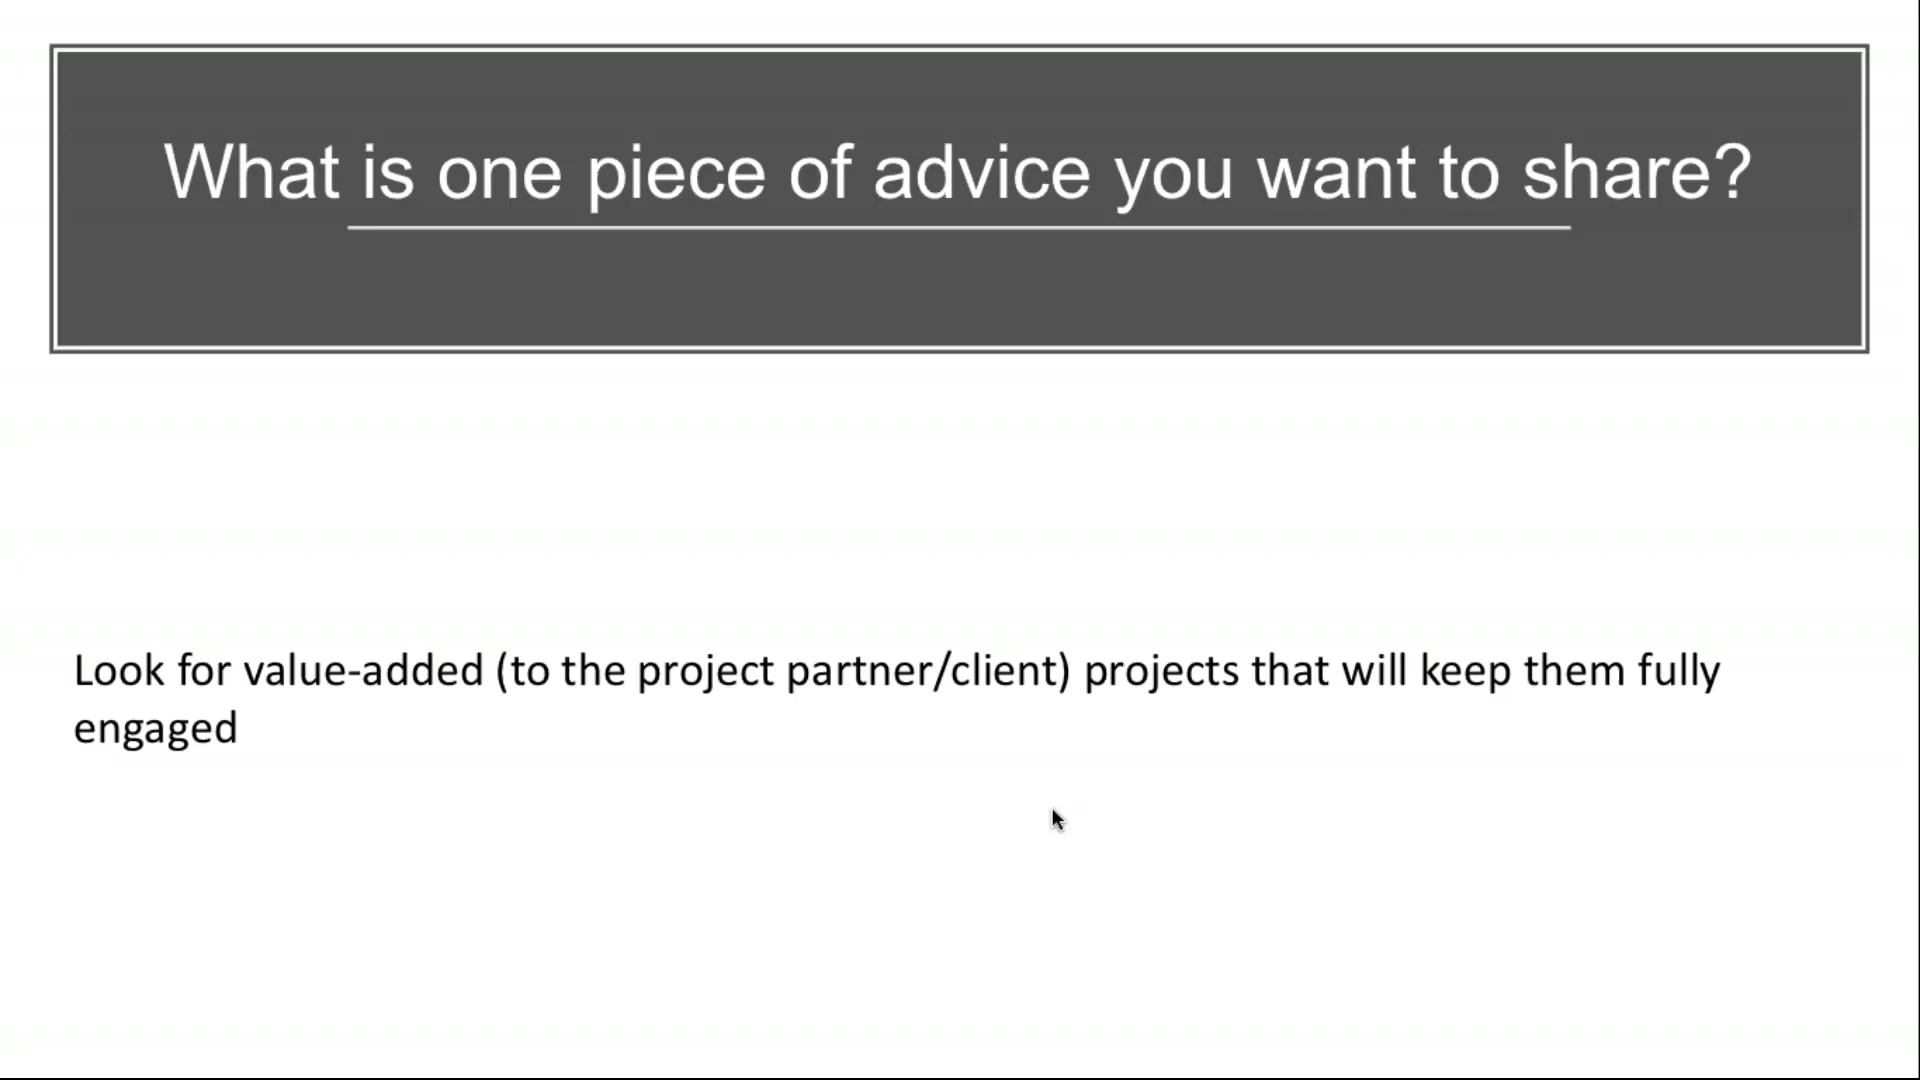 What is one piece of advice you want to share?
Look for value-added (to the project partner/client) projects that will keep them fully
engaged